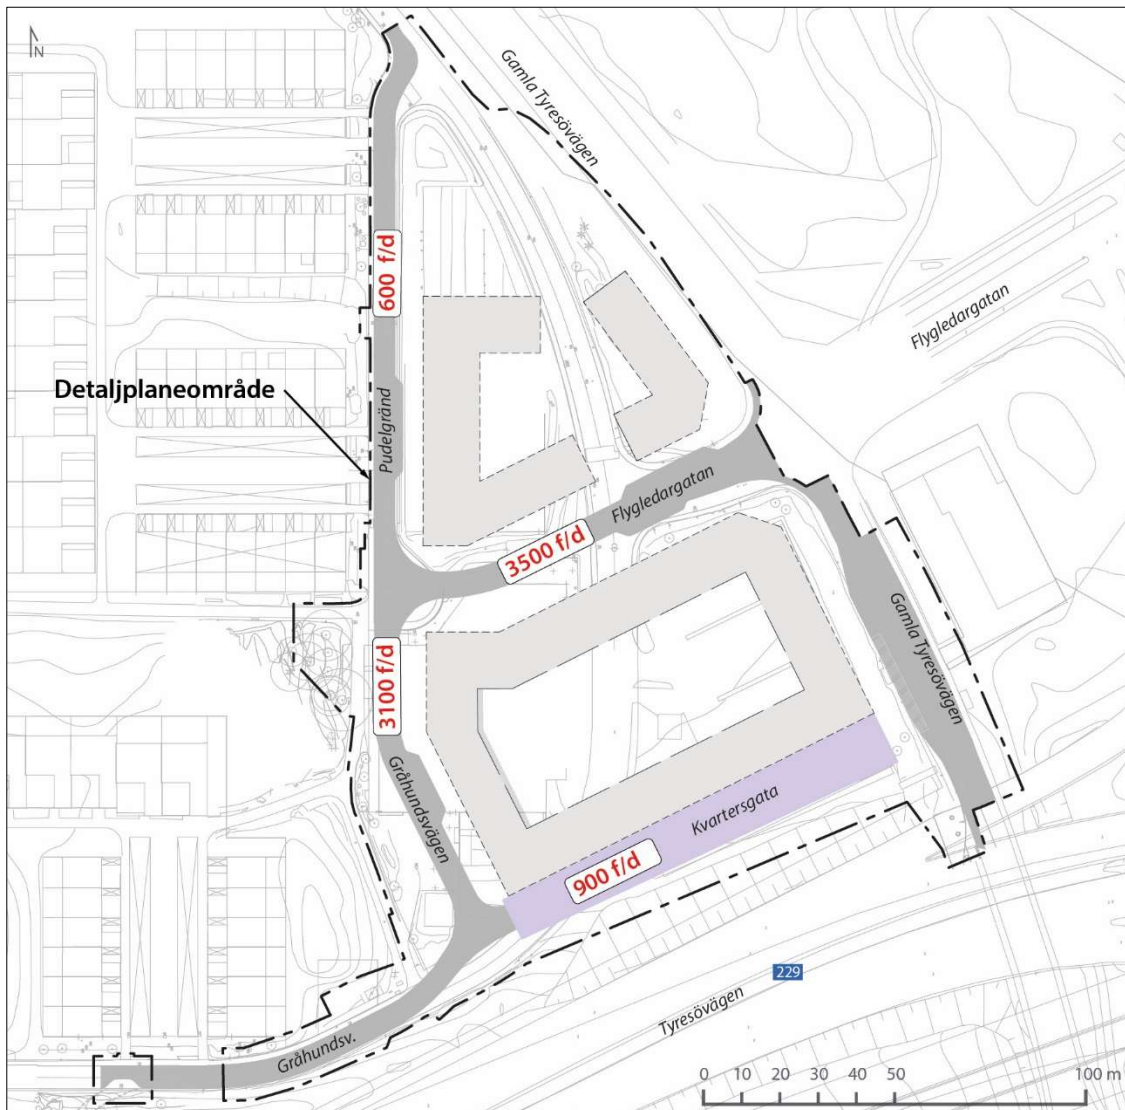 N
Gamla Tyresövägen
600 f/d
Flygledargatan
Detaljplaneområde
Pudelgränd
Flygledargatan
3500 f/d
Gamla Tyresövägen
3100 f/d
Gråhundsvägen
Kvartersgata
900 f/d
229
Tyresövägen
Gråhundsv.
0 10 20 30 40 50 100 m